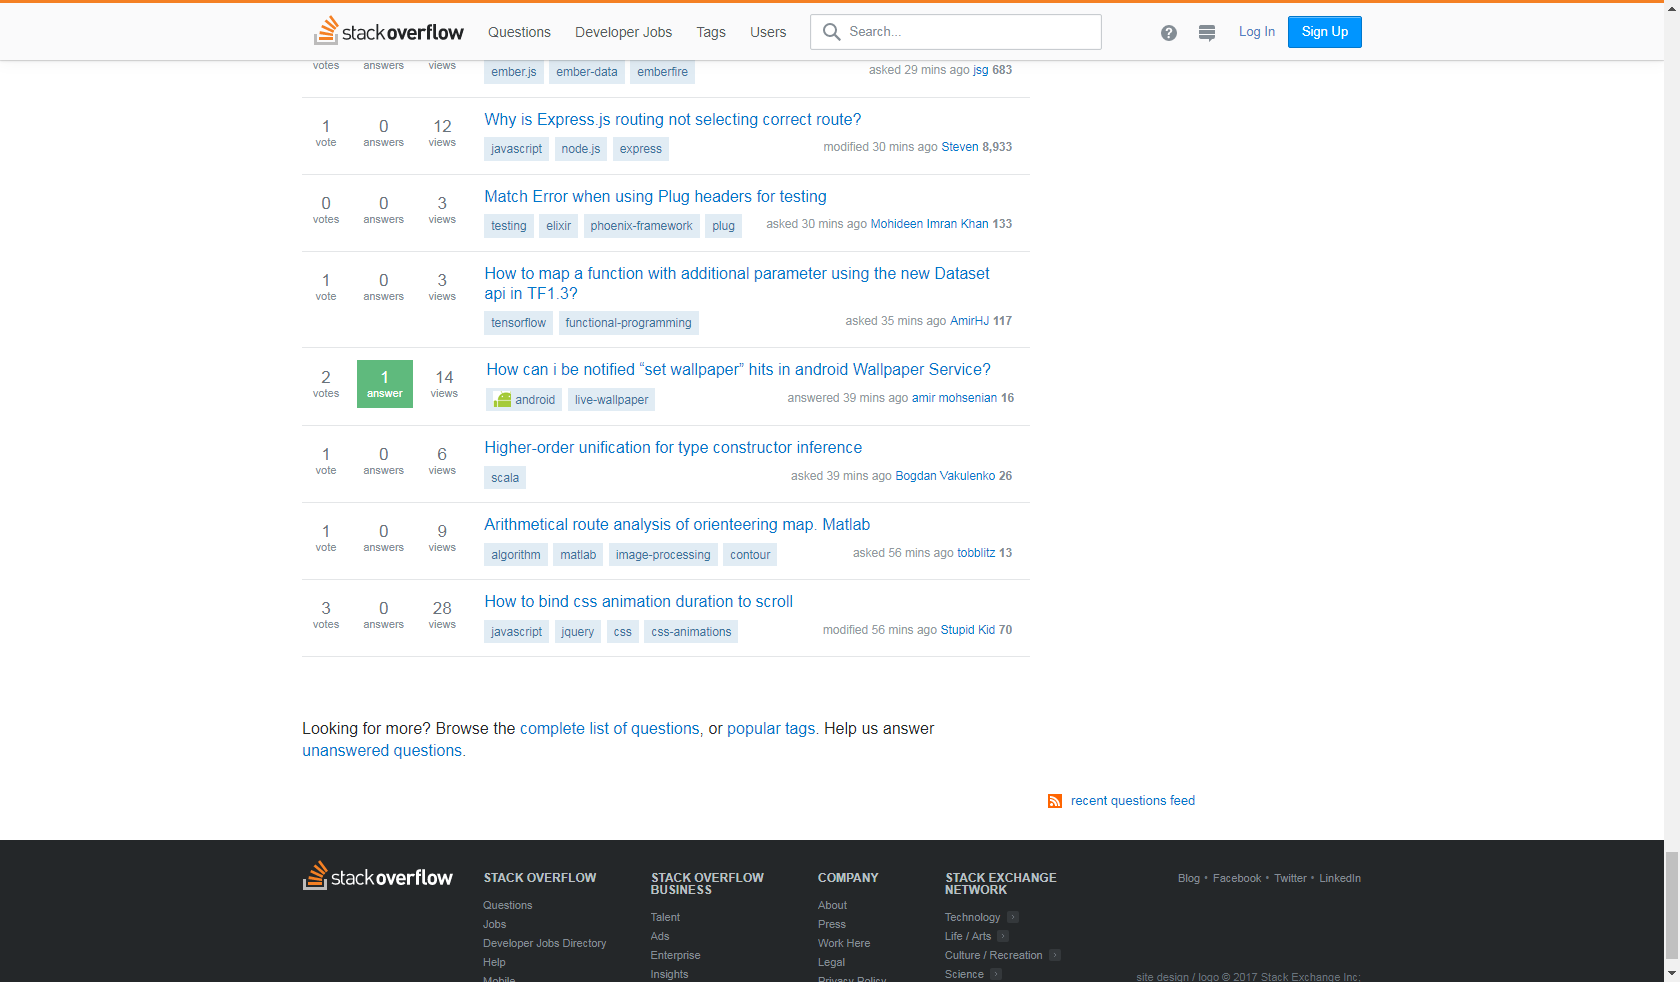 stackoverflow Questions Developer Jobs Tags Users Search... ? Log In Sign Up
votes answers views ember.js ember-data emberfire asked 29 mins ago jsg 683
1 0 12 Why is Express.js routing not selecting correct route?
vote answers views javascript node.js express modified 30 mins ago Steven 8,933
0 0 3 Match Error when using Plug headers for testing
votes answers views testing elixir phoenix-framework plug asked 30 mins ago Mohideen Imran Khan 133
1 0 3 How to map a function with additional parameter using the new Dataset
vote answers views api in TF1.3?
tensorflow functional-programming asked 35 mins ago AmirHJ 117
2 1 14 How can i be notified “set wallpaper” hits in android Wallpaper Service?
votes answer views android live-wallpaper answered 39 mins ago amir mohsenian 16
1 0 6 Higher-order unification for type constructor inference
vote answers views scala asked 39 mins ago Bogdan Vakulenko 26
1 0 9 Arithmetical route analysis of orienteering map. Matlab
vote answers views algorithm matlab image-processing contour asked 56 mins ago tobblitz 13
3 0 28 How to bind css animation duration to scroll
votes answers views javascript jquery css css-animations modified 56 mins ago Stupid Kid 70
Looking for more? Browse the complete list of questions, or popular tags. Help us answer
unanswered questions.
recent questions feed
stackoverflow
STACK OVERFLOW
Questions
Jobs
Developer Jobs Directory
Help
Mobile
STACK OVERFLOW
BUSINESS
Talent
Ads
Enterprise
Insights
COMPANY
About
Press
Work Here
Legal
Privacy Policy
STACK EXCHANGE
NETWORK
Technology
Life / Arts
Culture / Recreation
Science
Blog • Facebook • Twitter • LinkedIn
site design / logo © 2017 Stack Exchange Inc;